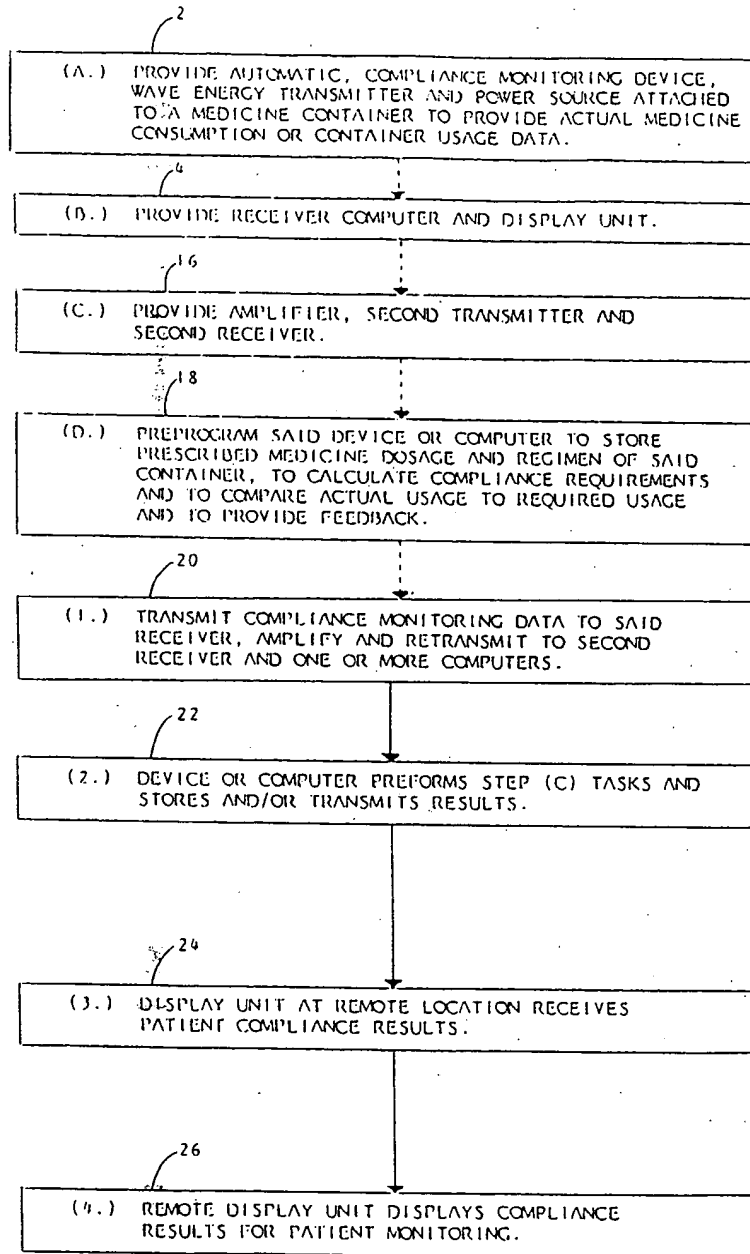 2
(A.) PROVIDE AUTOMATIC, COMPLIANCE MONITORING DEVICE,
WAVE ENERGY TRANSMITTER AND POWER SOURCE ATTACHED
TO A MEDICINE CONTAINER TO PROVIDE ACTUAL MEDICINE
CONSUMPTION OR CONTAINER USAGE DATA.
4
(B.) PROVIDE RECEIVER COMPUTER AND DISPLAY UNIT.
16
(C.) PROVIDE AMPLIFIER, SECOND TRANSMITTER AND
SECOND RECEIVER.
18
(D.) PREPROGRAM SAID DEVICE OR COMPUTER TO STORE
PRESCRIBED MEDICINE DOSAGE AND REGIMEN OF SAID
CONTAINER, TO CALCULATE COMPLIANCE REQUIREMENTS
AND TO COMPARE ACTUAL USAGE TO REQUIRED USAGE
AND TO PROVIDE FEEDBACK.
20
(1.) TRANSMIT COMPLIANCE MONITORING DATA TO SAID
RECEIVER, AMPLIFY AND RETRANSMIT TO SECOND
RECEIVER AND ONE OR MORE COMPUTERS.
22
(2.) DEVICE OR COMPUTER PREFORMS STEP (C) TASKS AND
STORES AND/OR TRANSMITS RESULTS.
24
(3.) DISPLAY UNIT AT REMOTE LOCATION RECEIVES
PATIENT COMPLIANCE RESULTS.
26
(4.) REMOTE DISPLAY UNIT DISPLAYS COMPLIANCE
RESULTS FOR PATIENT MONITORING.